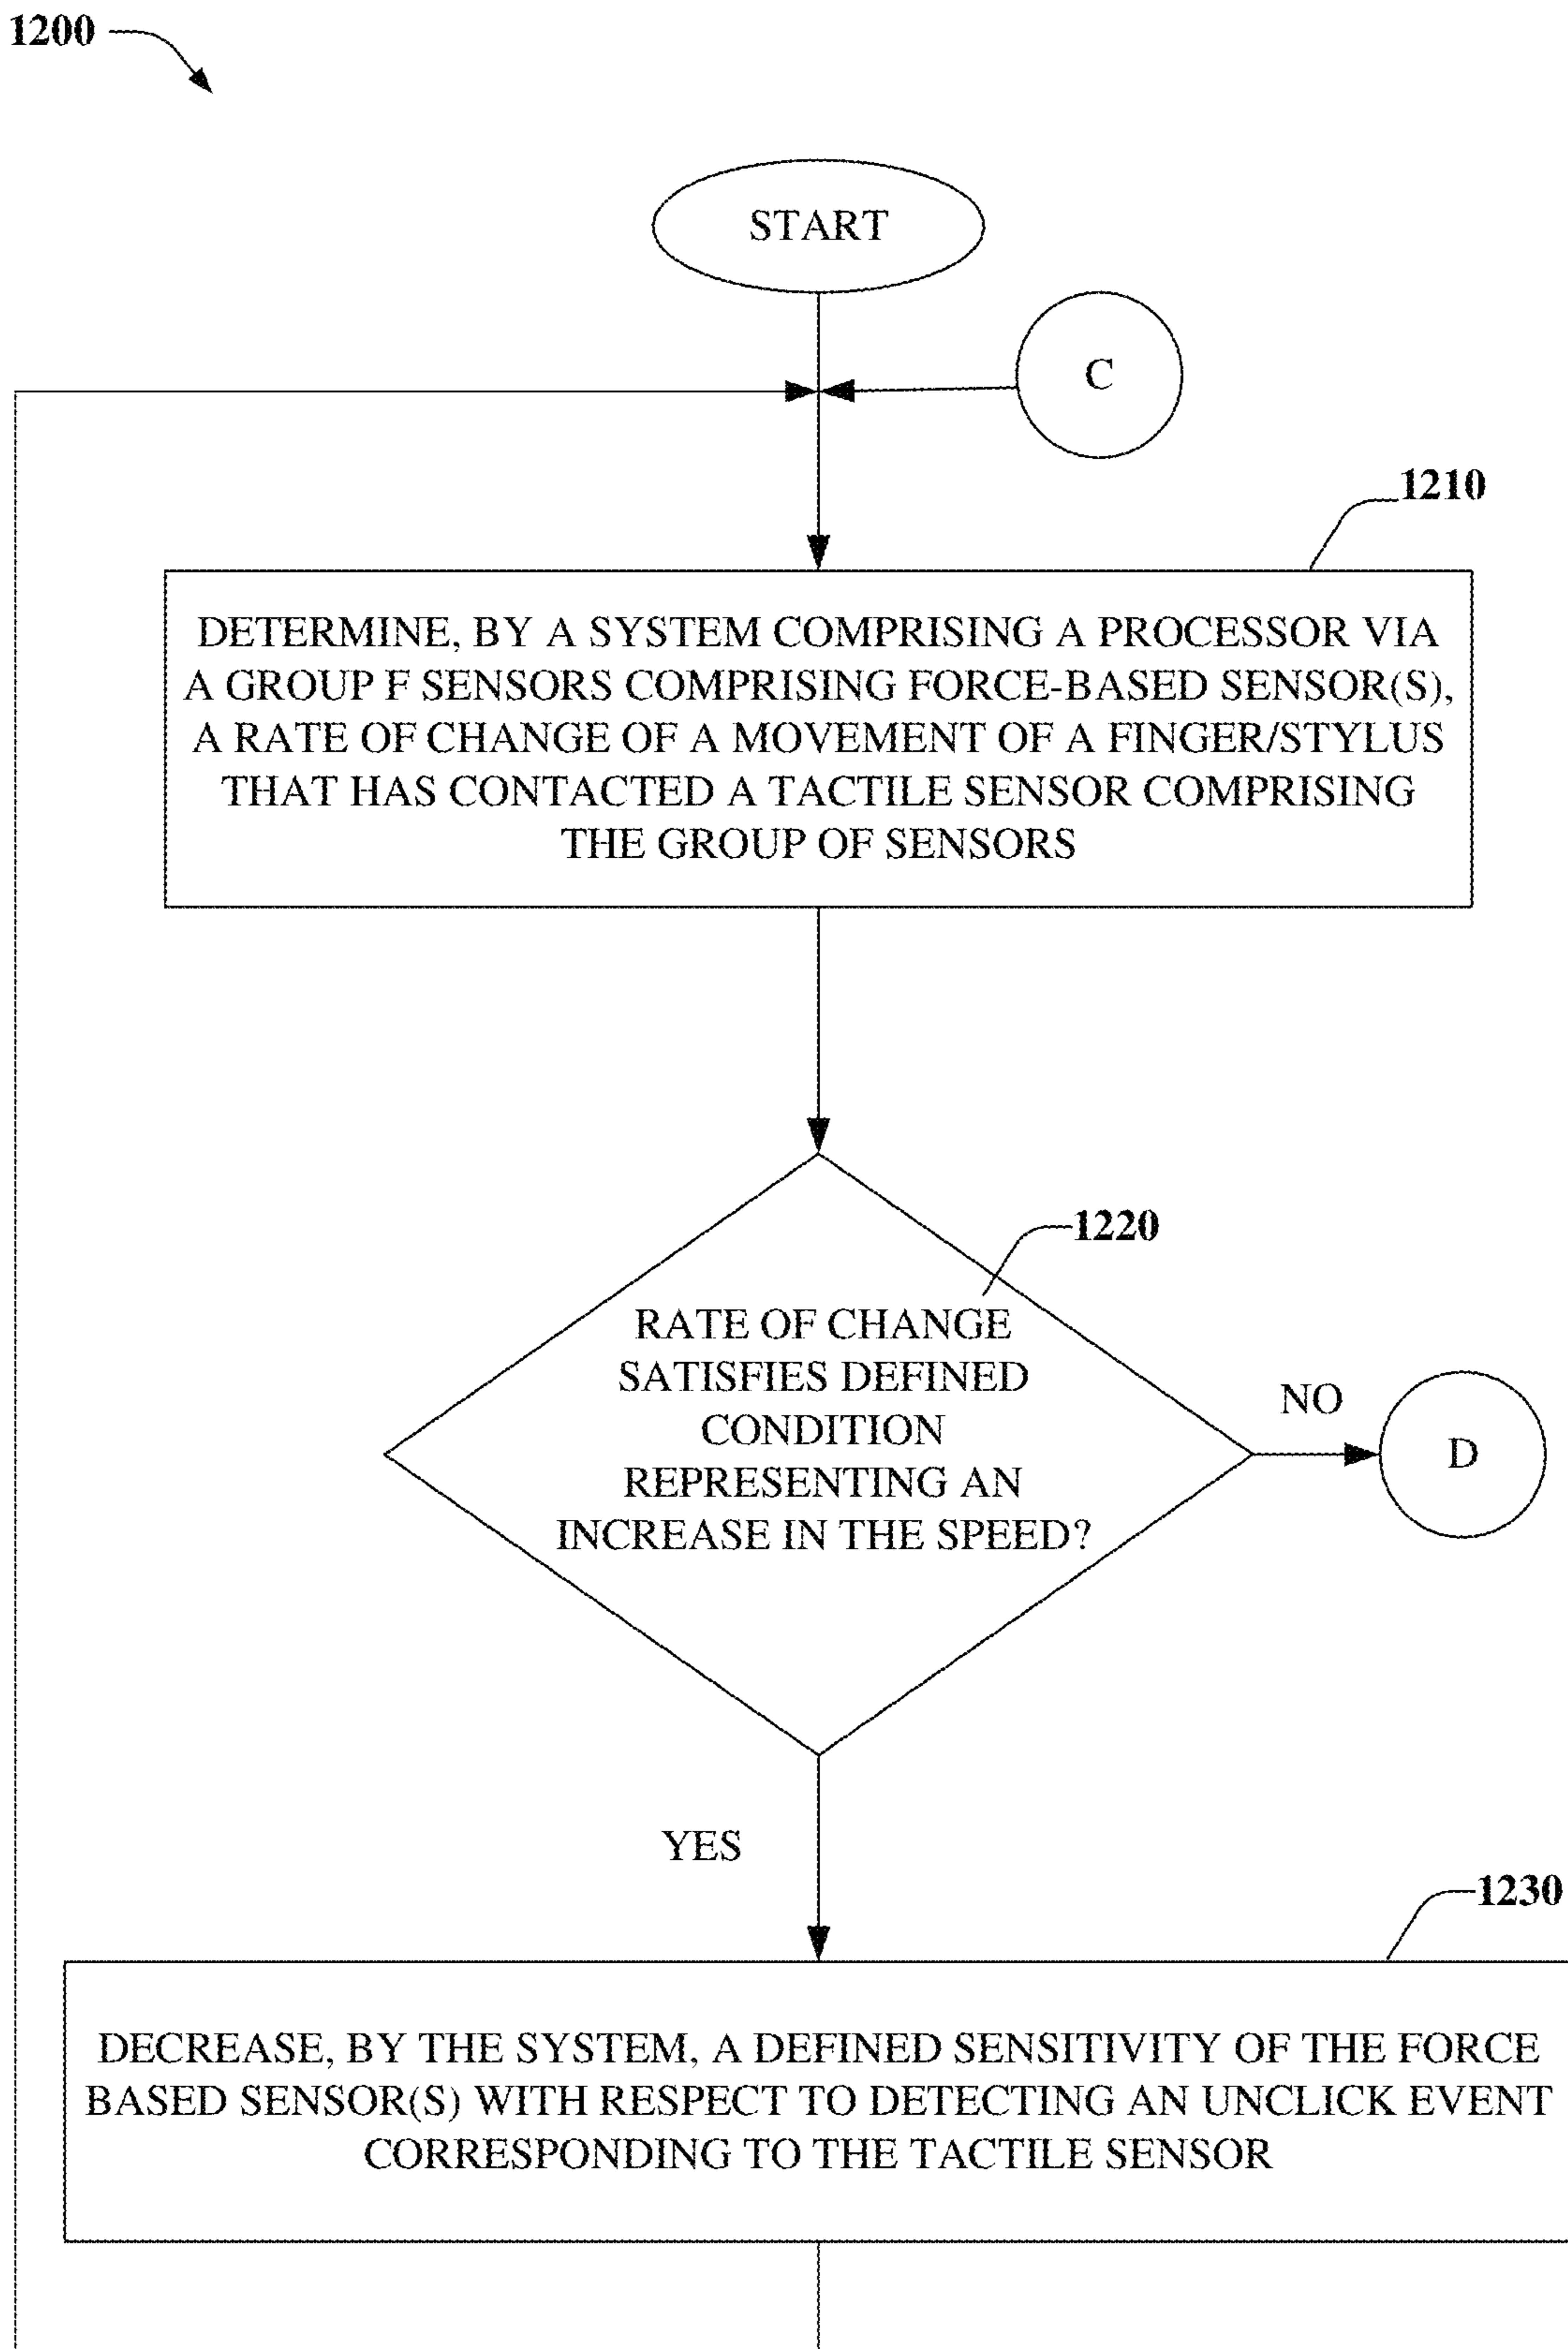 1200
START
C
1210
DETERMINE, BY A SYSTEM COMPRISING A PROCESSOR VIA
A GROUP F SENSORS COMPRISING FORCE-BASED SENSOR(S),
A RATE OF CHANGE OF A MOVEMENT OF A FINGER/STYLUS
THAT HAS CONTACTED A TACTILE SENSOR COMPRISING
THE GROUP OF SENSORS
1220
RATE OF CHANGE
SATISFIES DEFINED
CONDITION
REPRESENTING AN
INCREASE IN THE SPEED?
NO
D
YES
1230
DECREASE, BY THE SYSTEM, A DEFINED SENSITIVITY OF THE FORCE
BASED SENSOR(S) WITH RESPECT TO DETECTING AN UNCLICK EVENT
CORRESPONDING TO THE TACTILE SENSOR